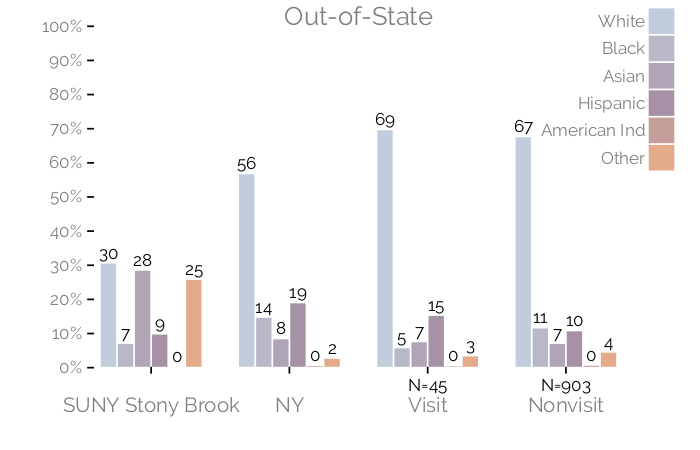 Out-of-State
White
Black
Asian
Hispanic
American Ind
Other
100%
90%
80%
70%
60%
50%
40%
30%
20%
10%
0%
30 7 28 9 0 25
56 14 8 19 0 2
69 5 7 15 0 3
67 11 7 10 0 4
N=45 N=903
SUNY Stony Brook NY Visit Nonvisit